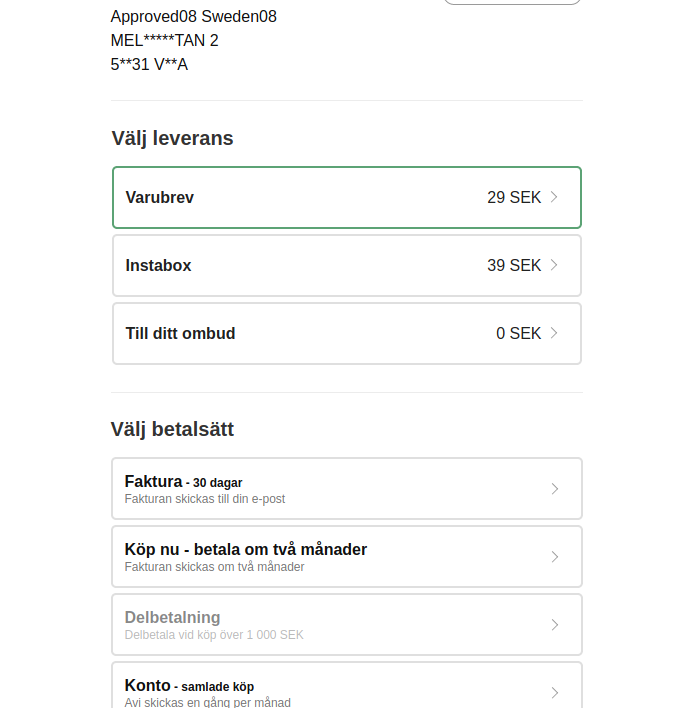 Approved08 Sweden08
MEL*****TAN 2
5**31 V**A
Välj leverans
Varubrev 29 SEK
Instabox 39 SEK
Till ditt ombud 0 SEK
Välj betalsätt
Faktura - 30 dagar
Fakturan skickas till din e-post
Köp nu - betala om två månader
Fakturan skickas om två månader
Delbetalning
Delbetala vid köp över 1 000 SEK
Konto - samlade köp
Avi skickas en gång per månad